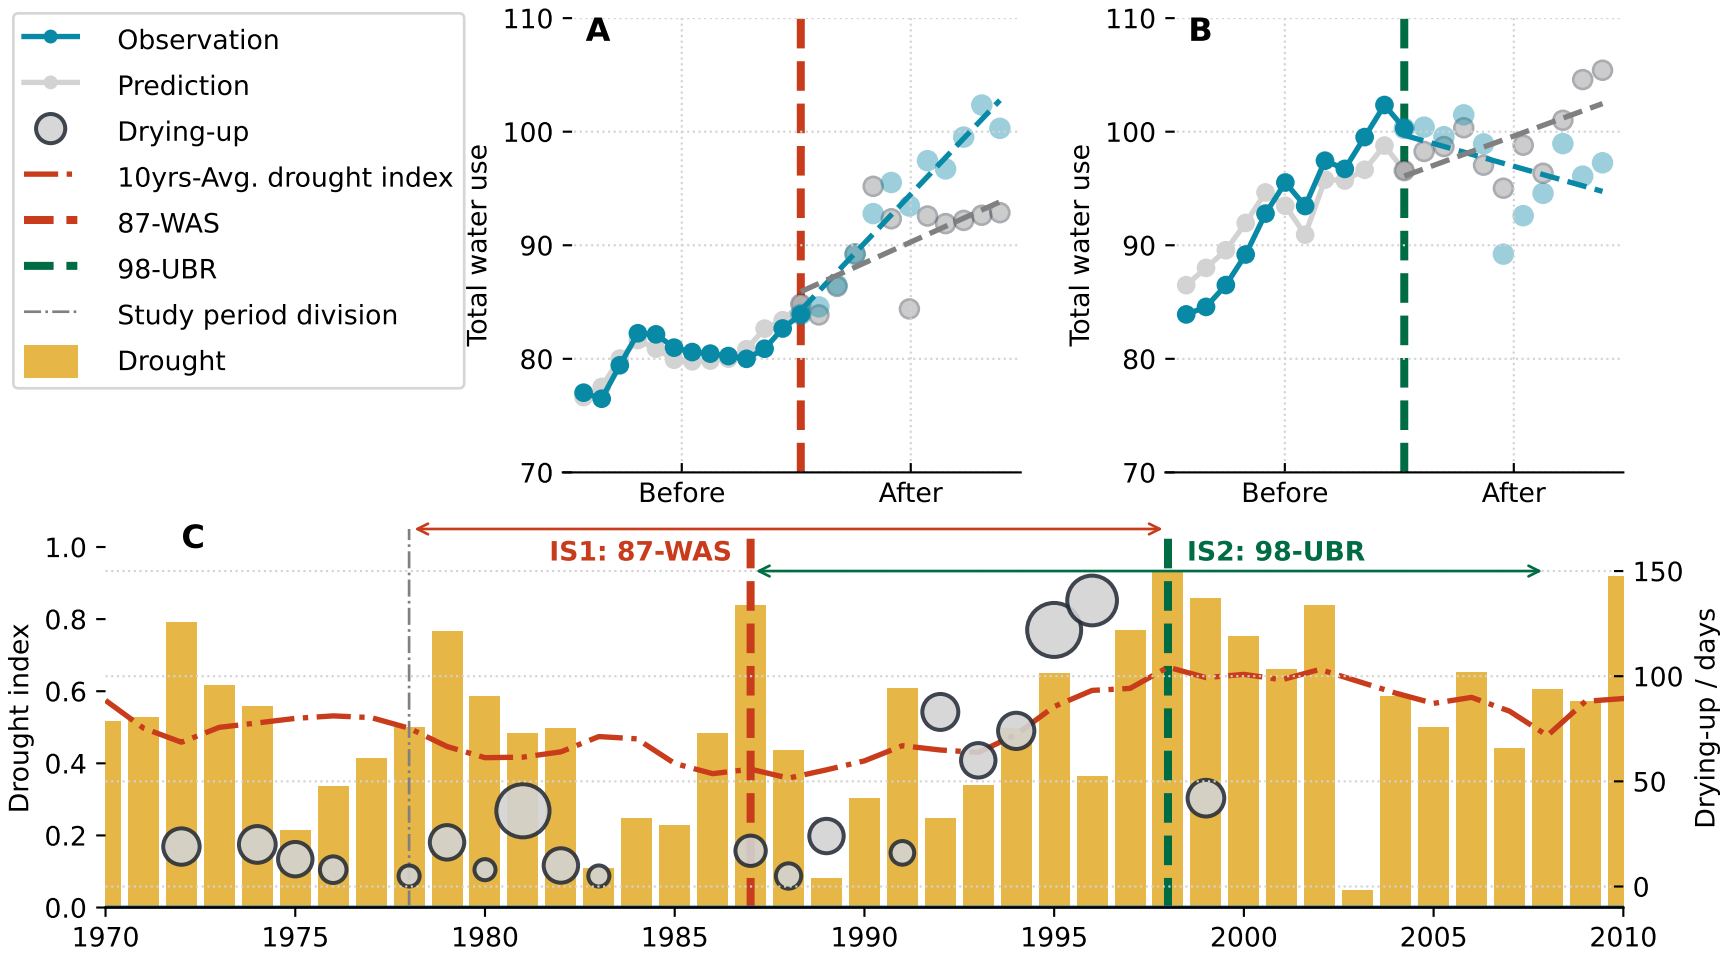 Observation
Prediction
Drying-up
10yrs-Avg. drought index
87-WAS
98-UBR
Study period division
Drought
A
Total water use
110
100
90
80
70
Before
After
B
Total water use
110
100
90
80
70
Before
After
C
IS1: 87-WAS
IS2: 98-UBR
Drought index
1.0
0.8
0.6
0.4
0.2
0.0
150
100
50
0
Drying-up / days
1970
1975
1980
1985
1990
1995
2000
2005
2010